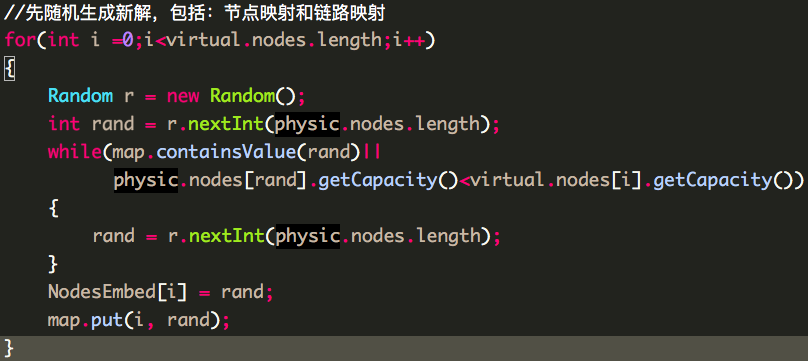 //先随机生成新解，包括：节点映射和链路映射
for(int i =0;i<virtual.nodes.length;i++)
{
    Random r = new Random();
    int rand = r.nextInt(physic.nodes.length);
    while(map.containsValue(rand)||
          physic.nodes[rand].getCapacity()<virtual.nodes[i].getCapacity())
    {
        rand = r.nextInt(physic.nodes.length);
    }
    NodesEmbed[i] = rand;
    map.put(i, rand);
}